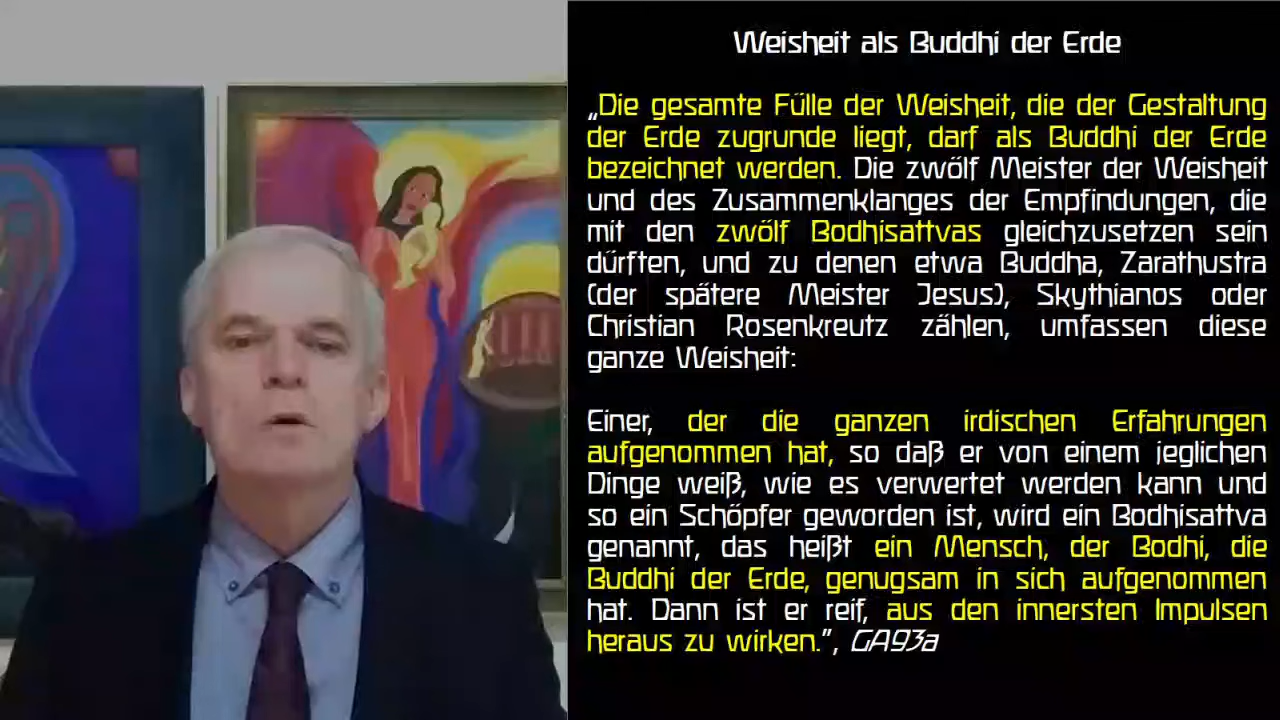 Weisheit als Buddhi der Erde
„Die gesamte Fülle der Weisheit, die der Gestaltung
der Erde zugrunde liegt, darf als Buddhi der Erde
bezeichnet werden. Die zwölf Meister der Weisheit
und des Zusammenklanges der Empfindungen, die
mit den zwölf Bodhisattvas gleichzusetzen sein
dürften, und zu denen etwa Buddha, Zarathustra
(der spätere Meister Jesus), Skythianos oder
Christian Rosenkreutz zählen, umfassen diese
ganze Weisheit:
Einer, der die ganzen irdischen Erfahrungen
aufgenommen hat, so daß er von einem jeglichen
Dinge weiß, wie es verwertet werden kann und
so ein Schöpfer geworden ist, wird ein Bodhisattva
genannt, das heißt ein Mensch, der Bodhi, die
Buddhi der Erde, genugsam in sich aufgenommen
hat. Dann ist er reif, aus den innersten Impulsen
heraus zu wirken.”, GA93a